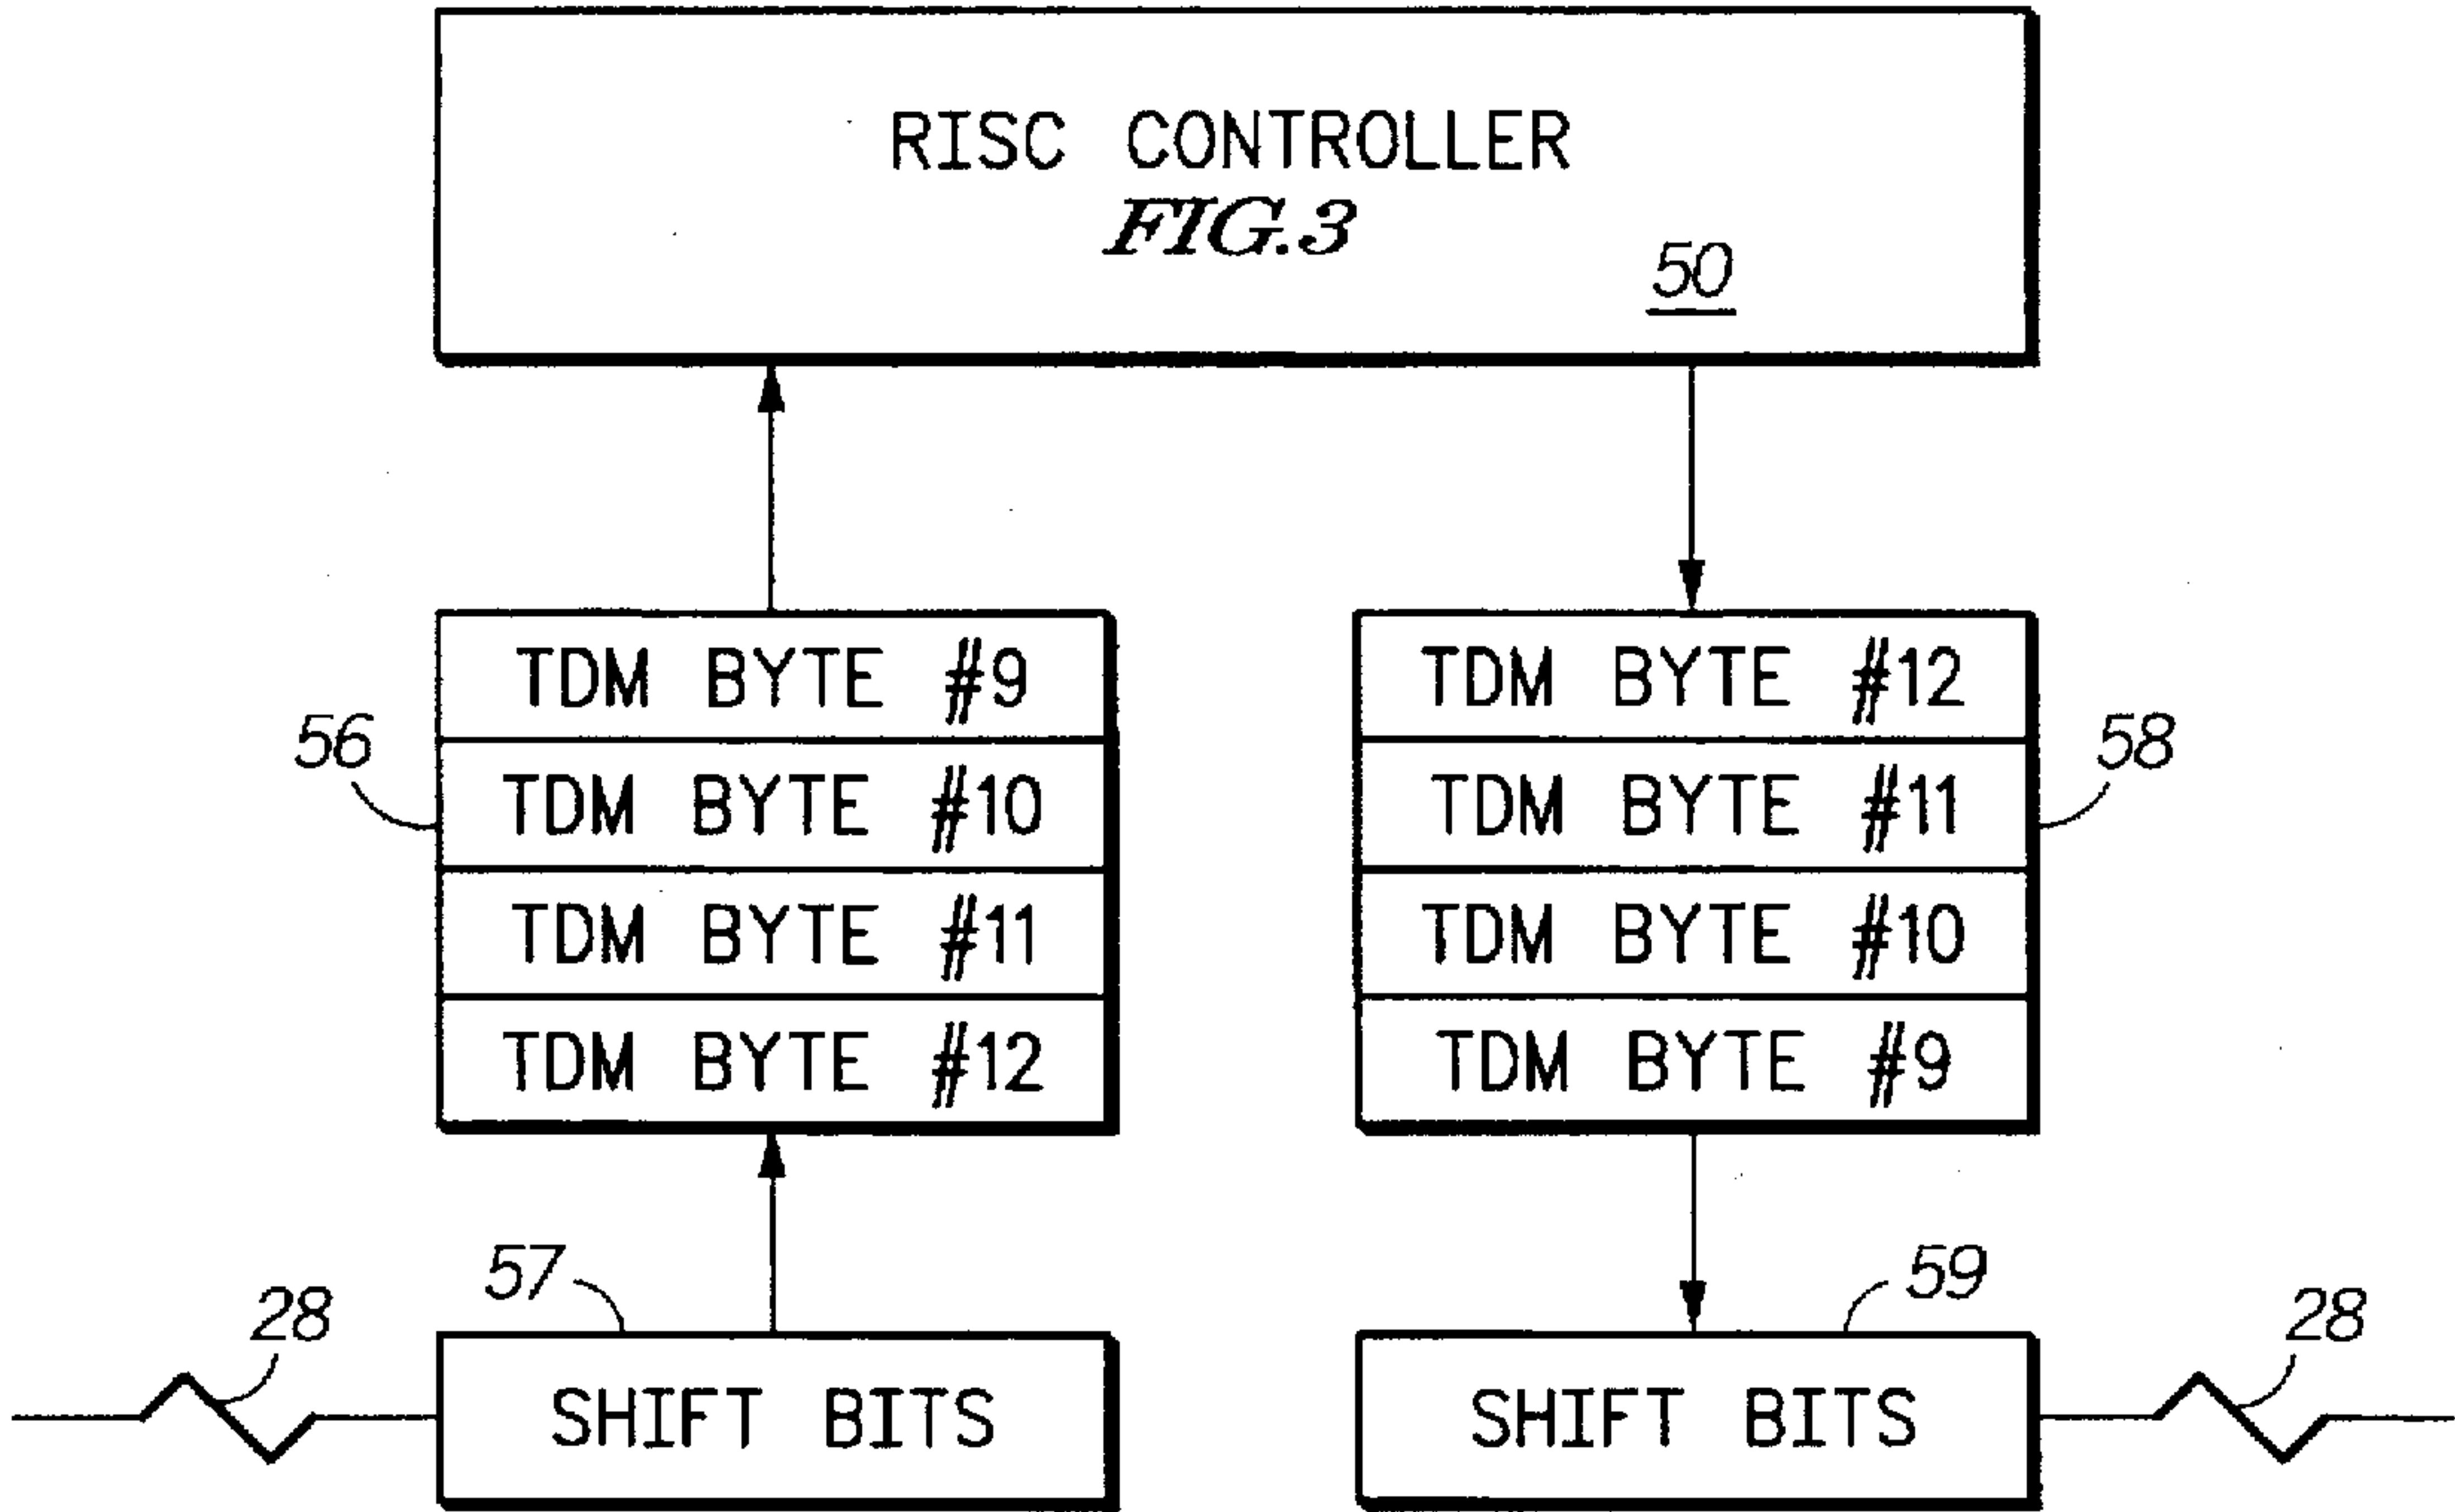 RISC CONTROLLER
FIG.3
50
TDM BYTE #9
TDM BYTE #10
TDM BYTE #11
TDM BYTE #12
56
TDM BYTE #12
TDM BYTE #11
TDM BYTE #10
TDM BYTE #9
58
57
28
SHIFT BITS
59
28
SHIFT BITS